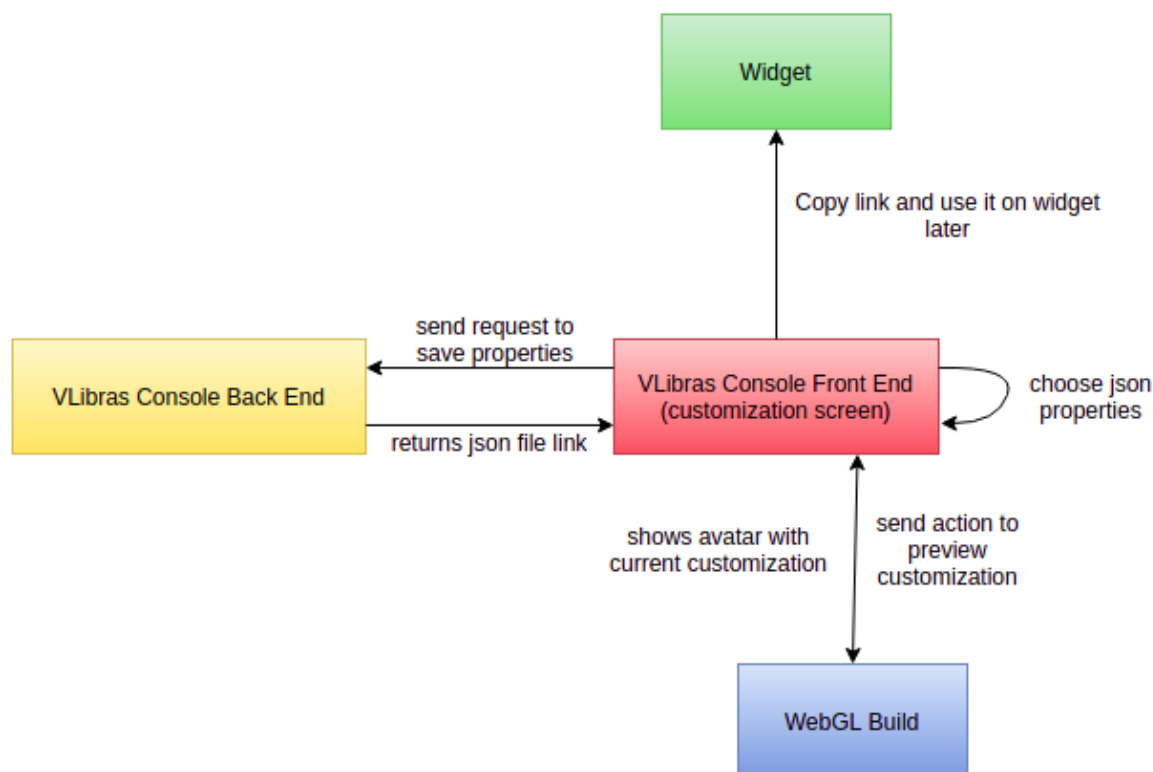 Widget
Copy link and use it on widget
later
send request to
save properties
VLibras Console Back End
VLibras Console Front End
(customization screen)
choose json
properties
returns json file link
shows avatar with
current customization
send action to
preview
customization
WebGL Build